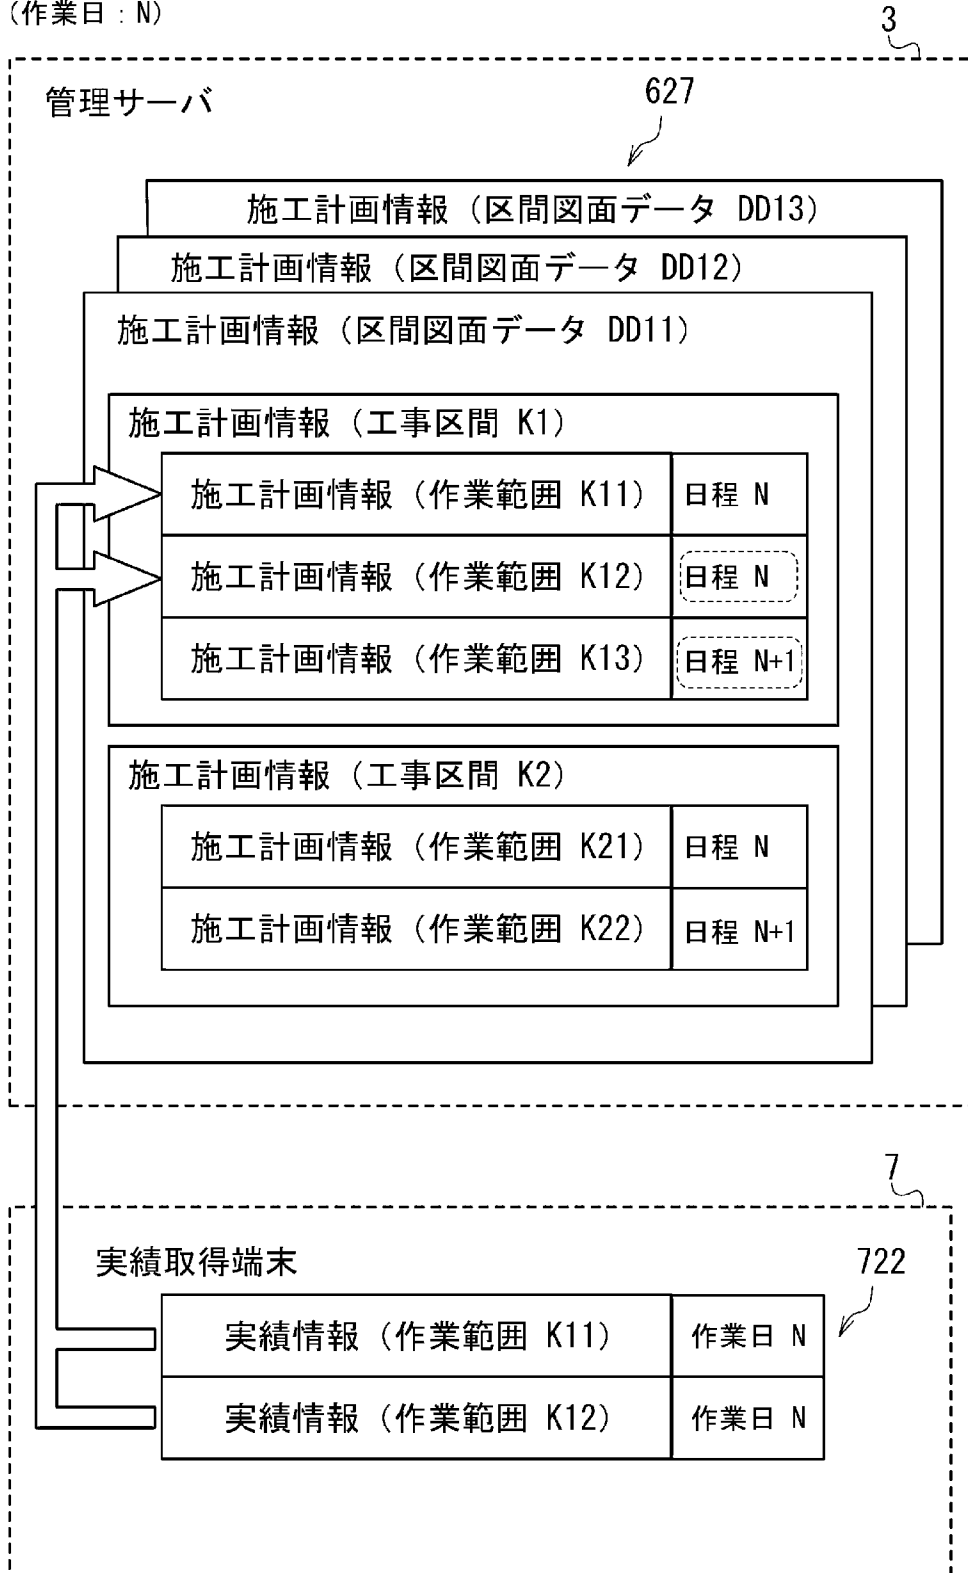 (作業日：N)
3
管理サーバ
627
施工計画情報（区間図面データ DD13）
施工計画情報（区間図面データ DD12）
施工計画情報（区間図面データ DD11）
施工計画情報（工事区間 K1）
施工計画情報（作業範囲 K11） 日程 N
施工計画情報（作業範囲 K12） 日程 N
施工計画情報（作業範囲 K13） 日程 N+1
施工計画情報（工事区間 K2）
施工計画情報（作業範囲 K21） 日程 N
施工計画情報（作業範囲 K22） 日程 N+1
7
実績取得端末
722
実績情報（作業範囲 K11） 作業日 N
実績情報（作業範囲 K12） 作業日 N